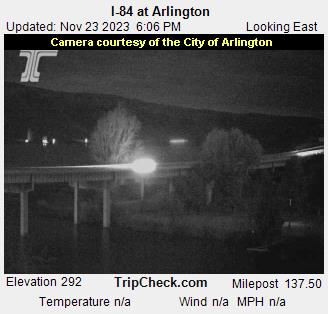 I-84 at Arlington
Updated: Nov 23 2023 6:06 PM Looking East
Camera courtesy of the City of Arlington
Elevation 292 TripCheck.com Milepost 137.50
Temperature n/a Wind n/a MPH n/a